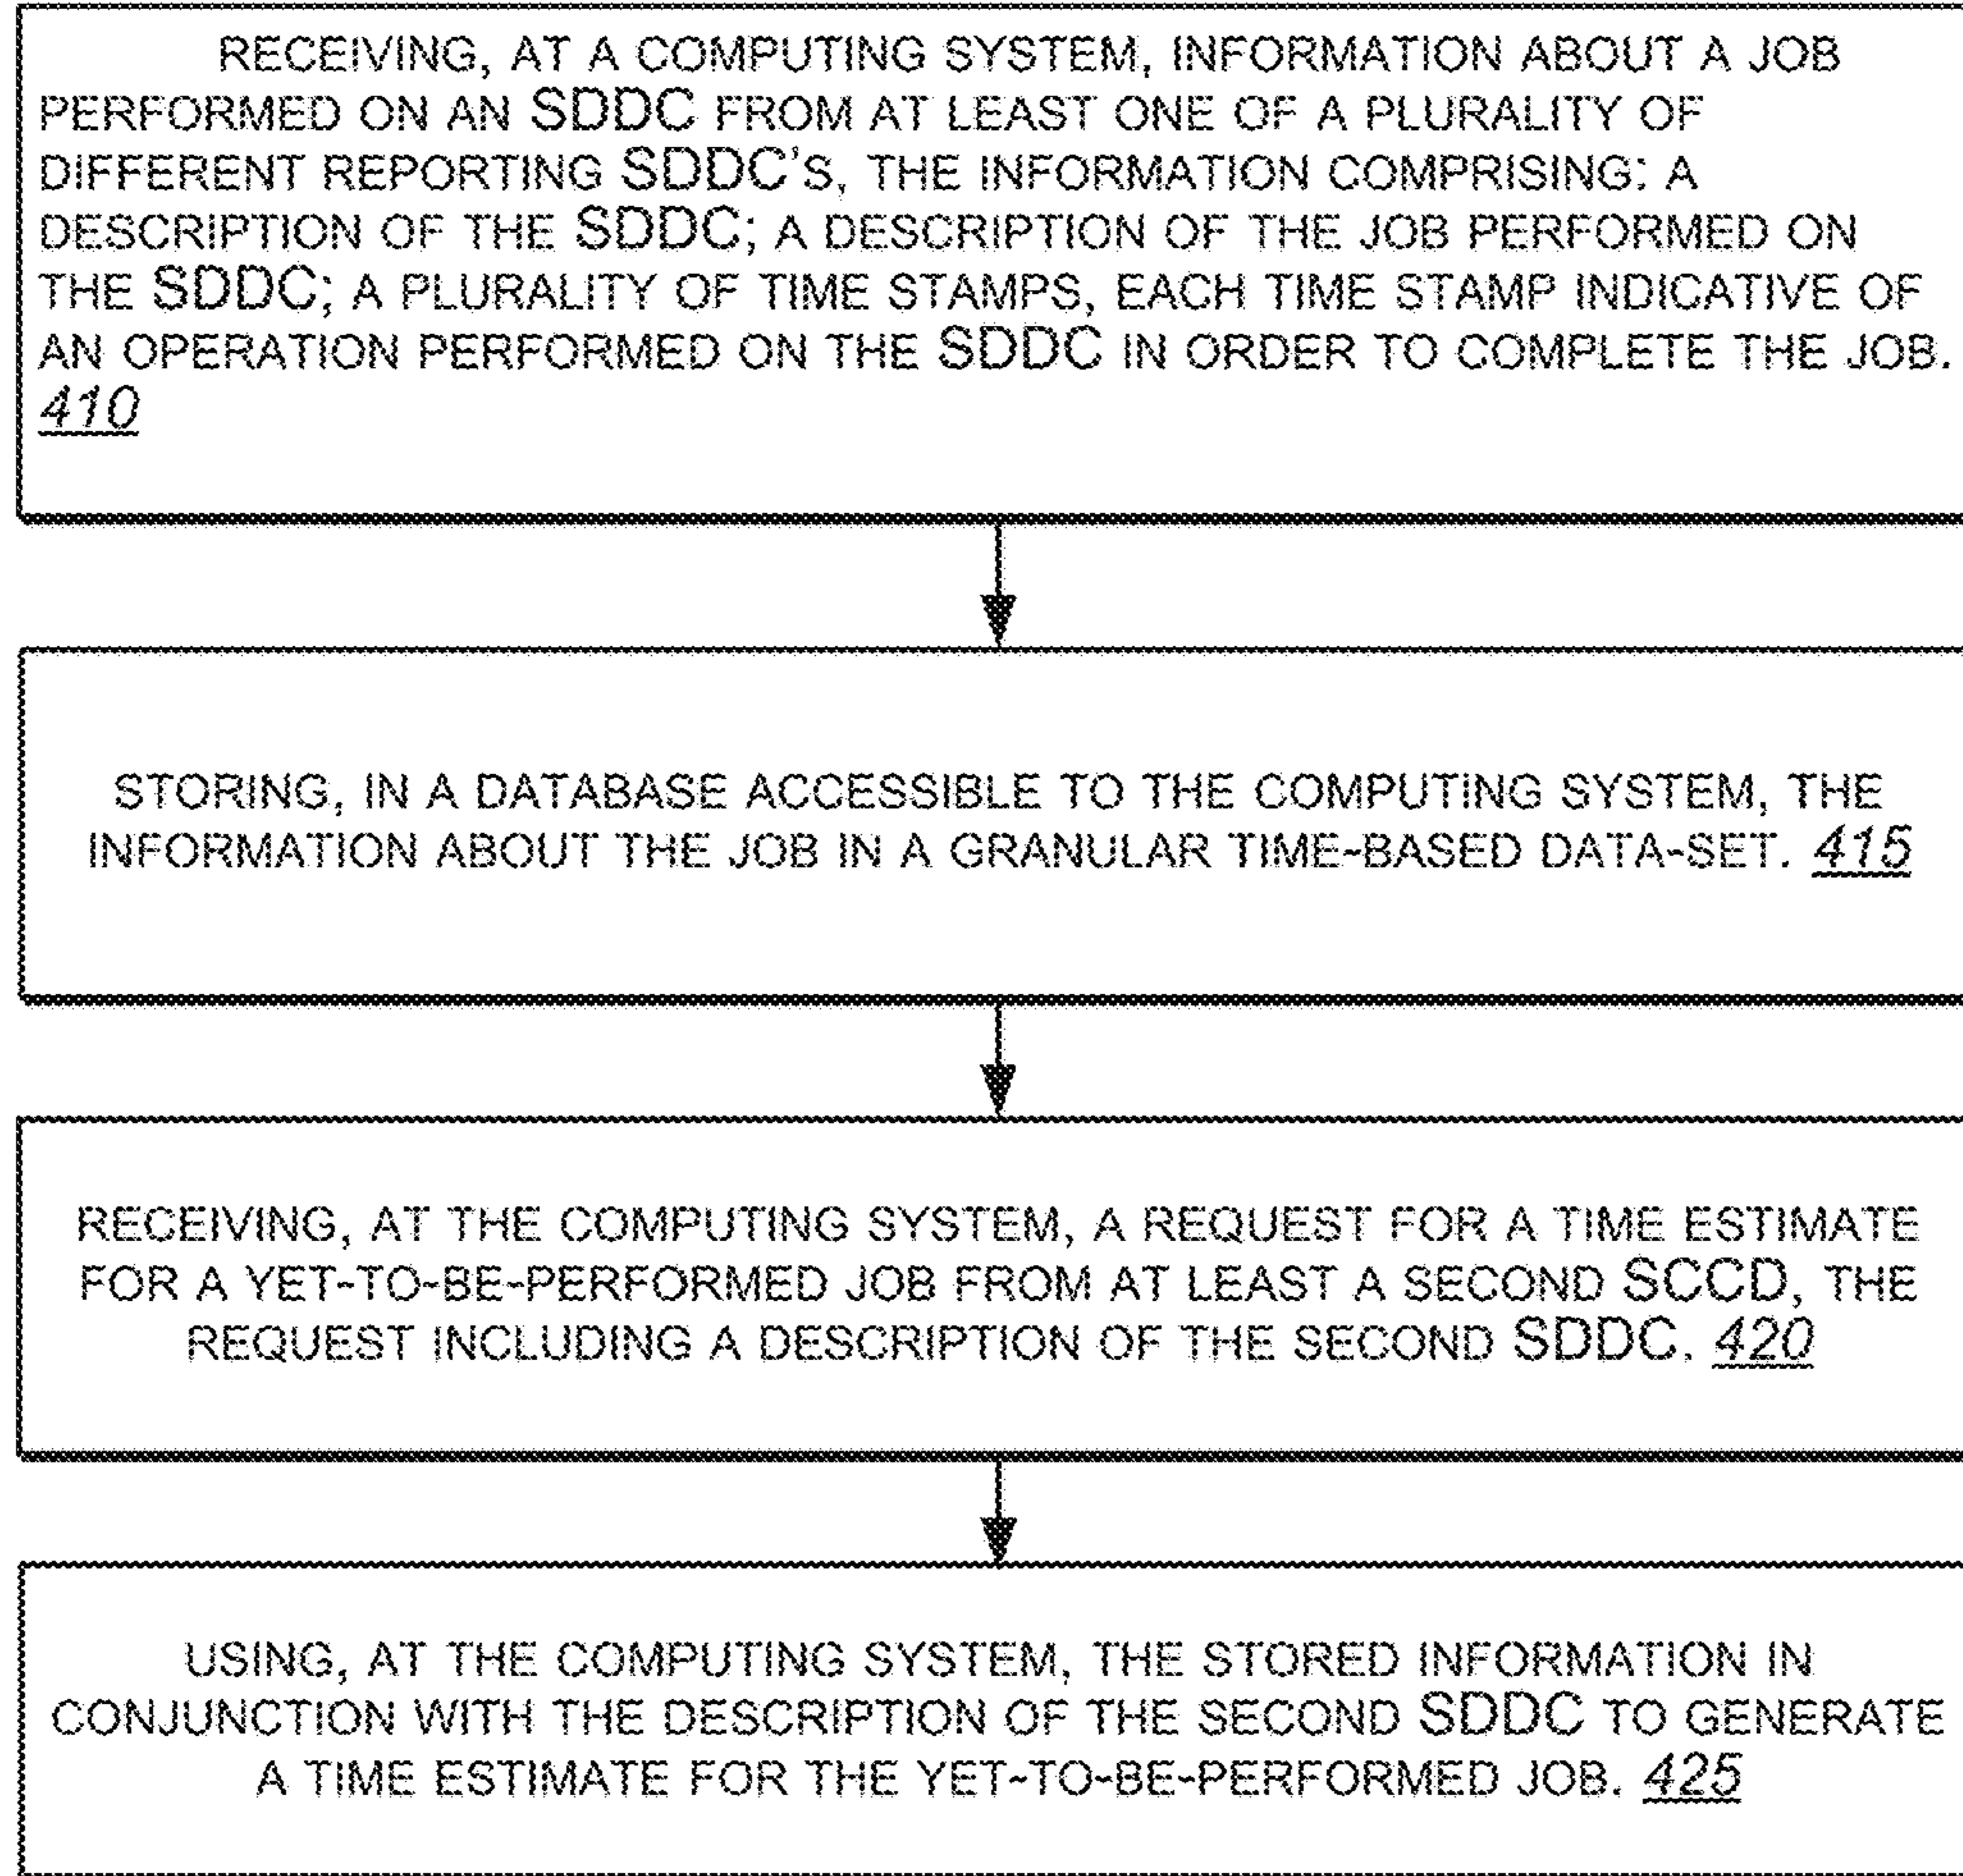 RECEIVING, AT A COMPUTING SYSTEM, INFORMATION ABOUT A JOB
PERFORMED ON AN SDDC FROM AT LEAST ONE OF A PLURALITY OF
DIFFERENT REPORTING SDDC'S, THE INFORMATION COMPRISING: A
DESCRIPTION OF THE SDDC; A DESCRIPTION OF THE JOB PERFORMED ON
THE SDDC; A PLURALITY OF TIME STAMPS, EACH TIME STAMP INDICATIVE OF
AN OPERATION PERFORMED ON THE SDDC IN ORDER TO COMPLETE THE JOB.
410
STORING, IN A DATABASE ACCESSIBLE TO THE COMPUTING SYSTEM, THE
INFORMATION ABOUT THE JOB IN A GRANULAR TIME-BASED DATA-SET. 415
RECEIVING, AT THE COMPUTING SYSTEM, A REQUEST FOR A TIME ESTIMATE
FOR A YET-TO-BE-PERFORMED JOB FROM AT LEAST A SECOND SCCD, THE
REQUEST INCLUDING A DESCRIPTION OF THE SECOND SDDC. 420
USING, AT THE COMPUTING SYSTEM, THE STORED INFORMATION IN
CONJUNCTION WITH THE DESCRIPTION OF THE SECOND SDDC TO GENERATE
A TIME ESTIMATE FOR THE YET-TO-BE-PERFORMED JOB. 425